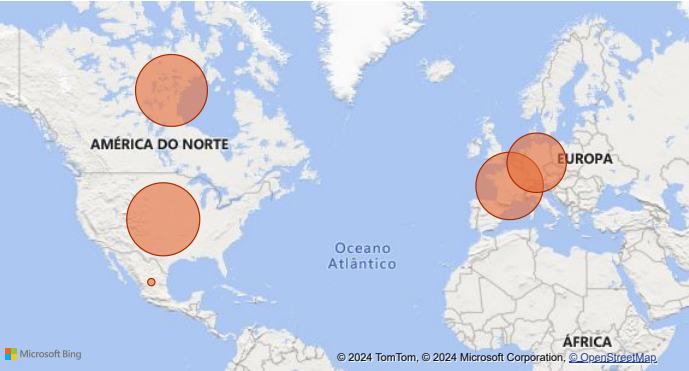 AMÉRICA DO NORTE
EUROPA
Oceano
Atlântico
ÁFRICA
Microsoft Bing
© 2024 TomTom, © 2024 Microsoft Corporation, © OpenStreetMap